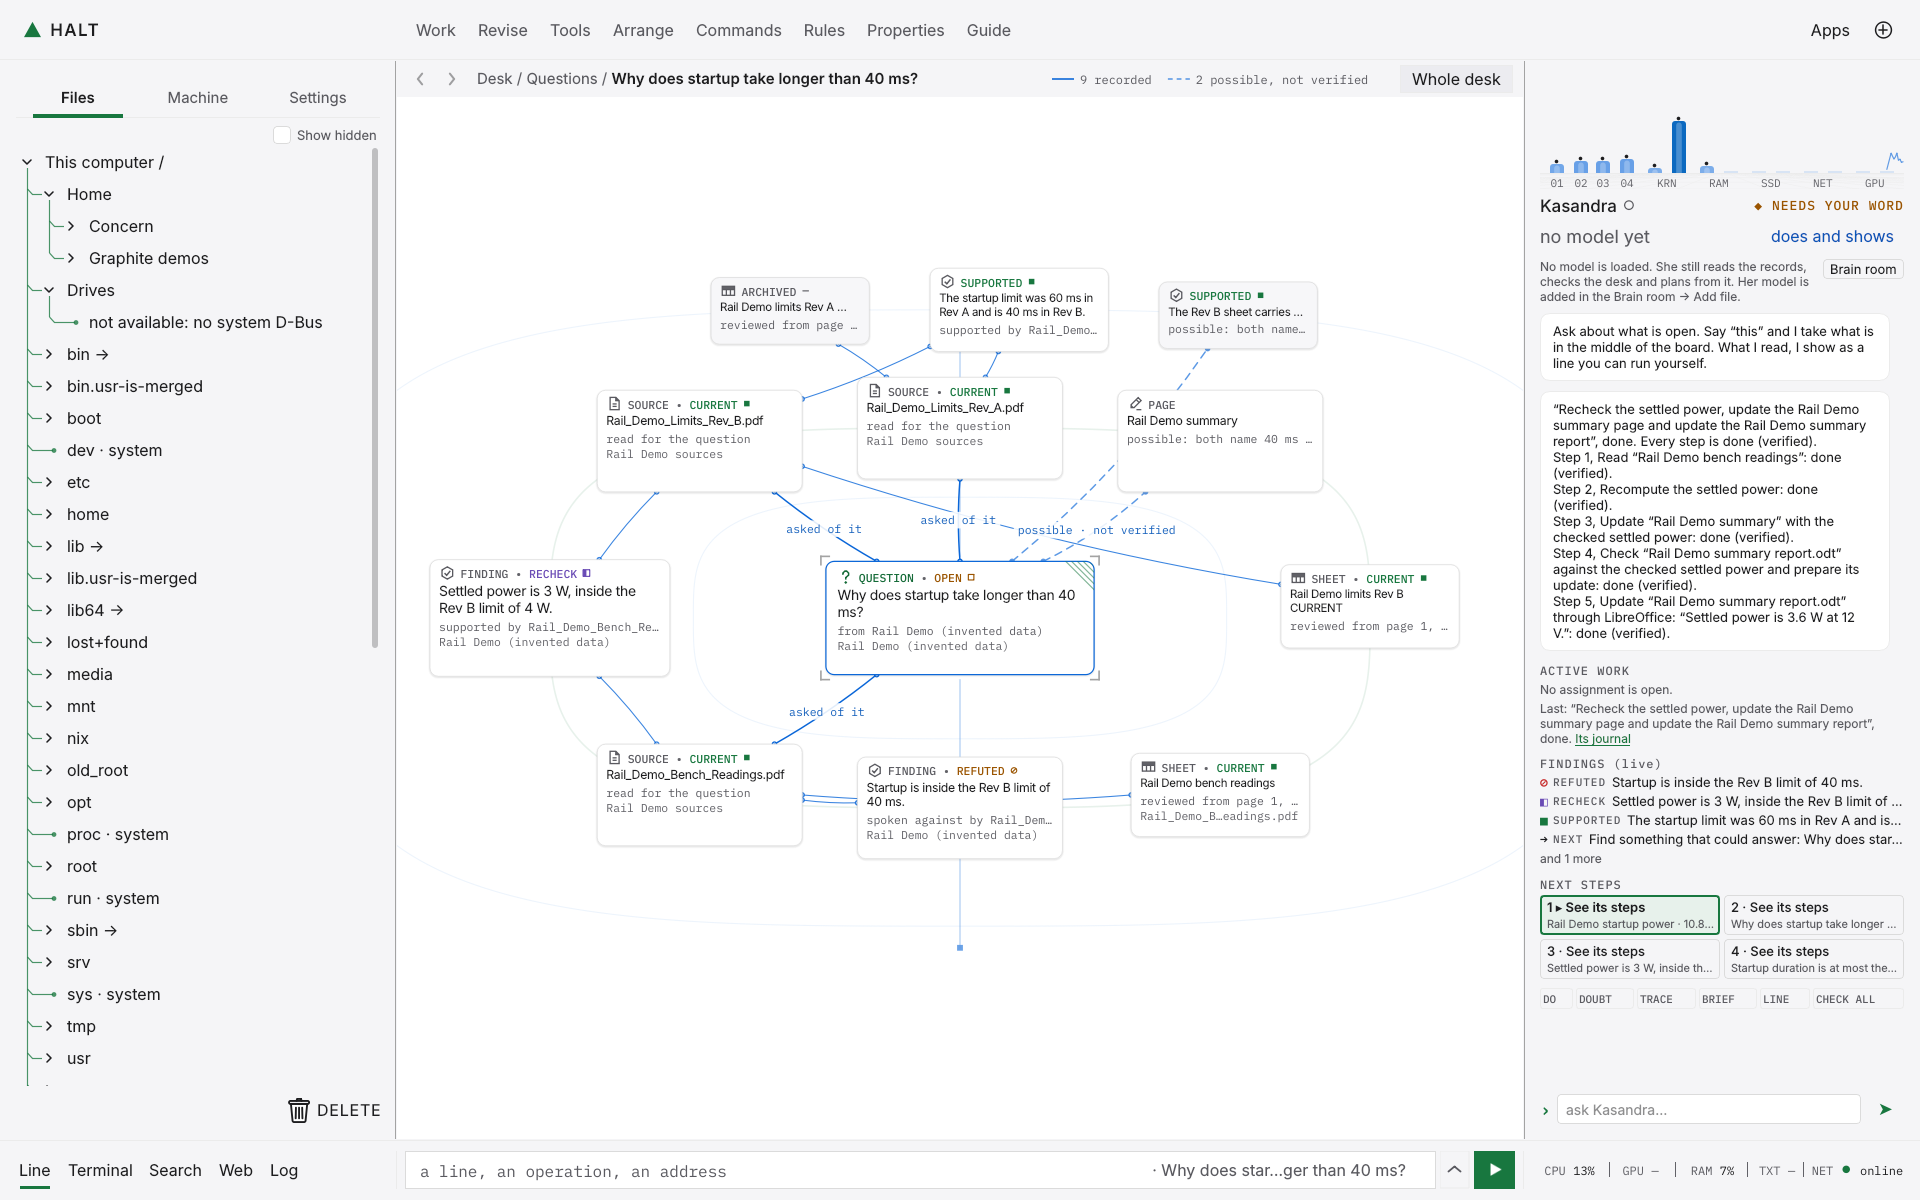 HALT
Work Revise Tools Arrange Commands Rules Properties Guide
Apps
Files Machine Settings
Show hidden
This computer /
Home
Concern
Graphite demos
Drives
not available: no system D-Bus
bin →
bin.usr-is-merged
boot
dev · system
etc
home
lib →
lib.usr-is-merged
lib64 →
lost+found
media
mnt
nix
old_root
opt
proc · system
root
run · system
sbin →
srv
sys · system
tmp
usr
DELETE
Desk / Questions / Why does startup take longer than 40 ms?
9 recorded
2 possible, not verified
Whole desk
ARCHIVED –
Rail Demo limits Rev A ...
reviewed from page …
SUPPORTED
The startup limit was 60 ms in
Rev A and is 40 ms in Rev B.
supported by Rail_Demo…
SUPPORTED
The Rev B sheet carries ...
possible: both name…
SOURCE • CURRENT
Rail_Demo_Limits_Rev_B.pdf
read for the question
Rail Demo sources
SOURCE • CURRENT
Rail_Demo_Limits_Rev_A.pdf
read for the question
Rail Demo sources
PAGE
Rail Demo summary
possible: both name 40 ms …
asked of it
asked of it
possible · not verified
FINDING • RECHECK
Settled power is 3 W, inside the
Rev B limit of 4 W.
supported by Rail_Demo_Bench_Re…
Rail Demo (invented data)
? QUESTION • OPEN
Why does startup take longer than 40
ms?
from Rail Demo (invented data)
Rail Demo (invented data)
SHEET • CURRENT
Rail Demo limits Rev B
CURRENT
reviewed from page 1, …
asked of it
SOURCE • CURRENT
Rail_Demo_Bench_Readings.pdf
read for the question
Rail Demo sources
FINDING • REFUTED
Startup is inside the Rev B limit of
40 ms.
spoken against by Rail_Dem…
Rail Demo (invented data)
SHEET • CURRENT
Rail Demo bench readings
reviewed from page 1, …
Rail_Demo_B…eadings.pdf
01 02 03 04 KRN RAM SSD NET GPU
Kasandra
◆ NEEDS YOUR WORD
no model yet
does and shows
No model is loaded. She still reads the records,
checks the desk and plans from it. Her model is
added in the Brain room → Add file.
Brain room
Ask about what is open. Say “this” and I take what is
in the middle of the board. What I read, I show as a
line you can run yourself.
“Recheck the settled power, update the Rail Demo
summary page and update the Rail Demo summary
report”, done. Every step is done (verified).
Step 1, Read “Rail Demo bench readings”: done
(verified).
Step 2, Recompute the settled power: done
(verified).
Step 3, Update “Rail Demo summary” with the
checked settled power: done (verified).
Step 4, Check “Rail Demo summary report.odt”
against the checked settled power and prepare its
update: done (verified).
Step 5, Update “Rail Demo summary report.odt”
through LibreOffice: “Settled power is 3.6 W at 12
V.”: done (verified).
ACTIVE WORK
No assignment is open.
Last: “Recheck the settled power, update the Rail Demo
summary page and update the Rail Demo summary report”,
done. Its journal
FINDINGS (live)
REFUTED Startup is inside the Rev B limit of 40 ms.
RECHECK Settled power is 3 W, inside the Rev B limit of ...
SUPPORTED The startup limit was 60 ms in Rev A and is...
→ NEXT Find something that could answer: Why does star...
and 1 more
NEXT STEPS
1 ▸ See its steps
Rail Demo startup power · 10.8...
2 · See its steps
Why does startup take longer ...
3 · See its steps
Settled power is 3 W, inside th...
4 · See its steps
Startup duration is at most the...
DO DOUBT TRACE BRIEF LINE CHECK ALL
ask Kasandra...
Line Terminal Search Web Log
a line, an operation, an address
· Why does star...ger than 40 ms?
CPU 13% GPU – RAM 7% TXT – NET online